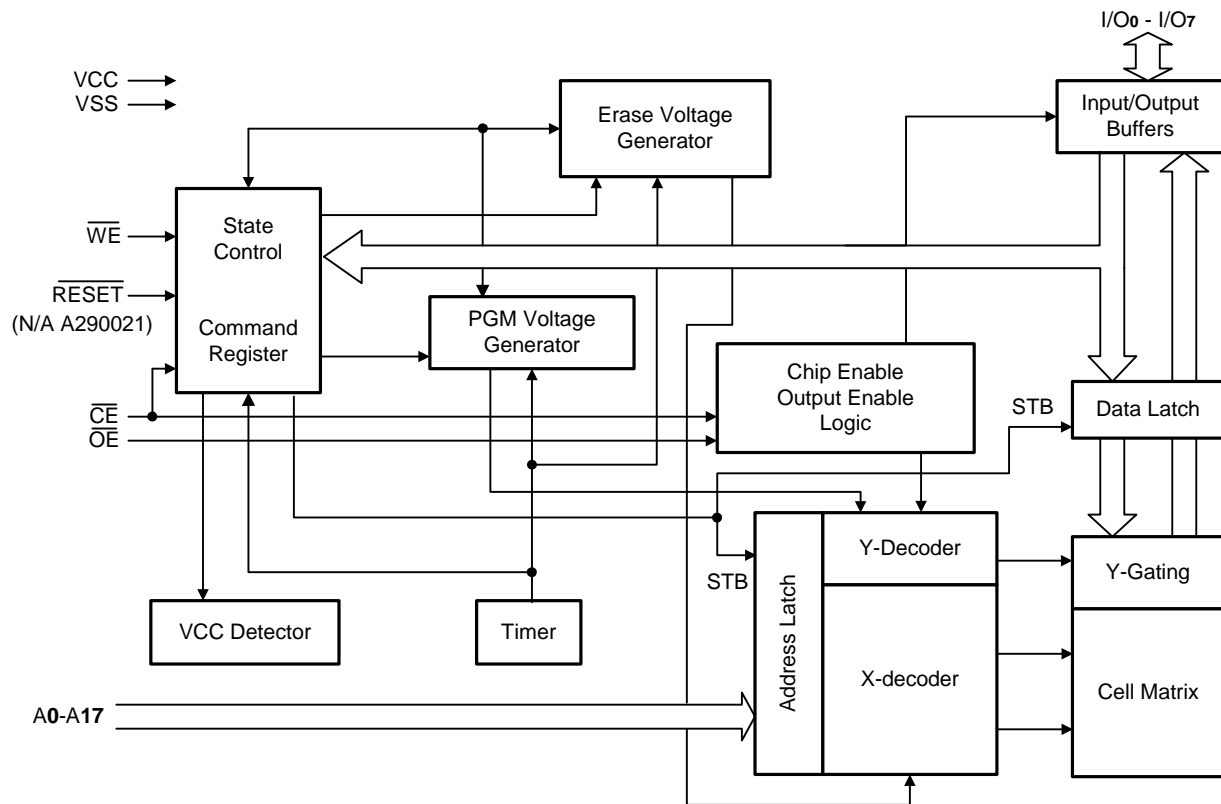 I/O0 - I/O7
VCC
VSS
Erase Voltage
Generator
Input/Output
Buffers
State
Control
WE
RESET
(N/A A290021)
Command
Register
PGM Voltage
Generator
Chip Enable
Output Enable
Logic
CE
OE
STB
Data Latch
Y-Decoder
STB
Address Latch
Y-Gating
VCC Detector
Timer
X-decoder
Cell Matrix
A0-A17